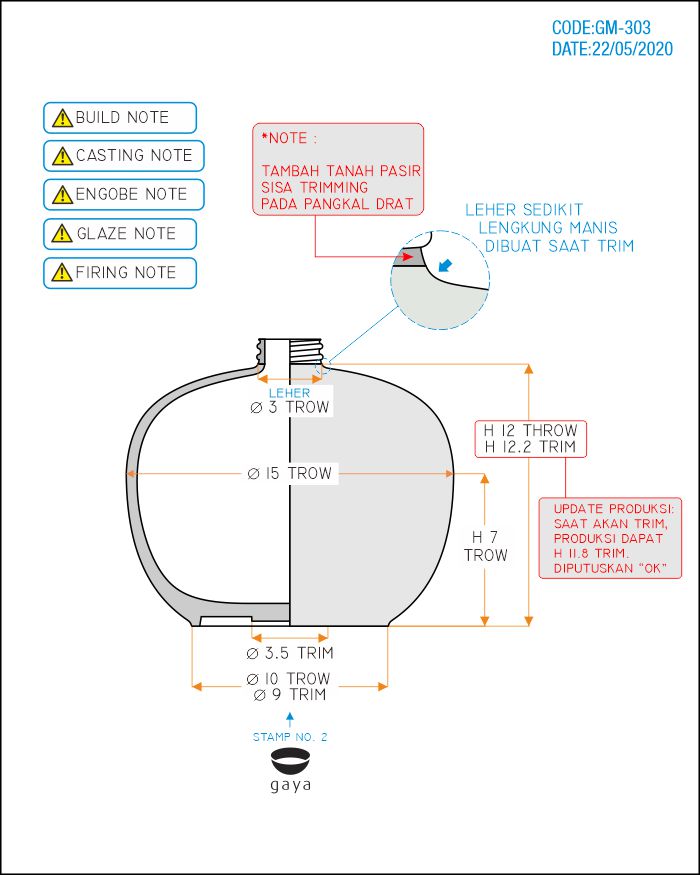 CODE:GM-303
DATE:22/05/2020
BUILD NOTE
CASTING NOTE
ENGOBE NOTE
GLAZE NOTE
FIRING NOTE
*NOTE :
TAMBAH TANAH PASIR
SISA TRIMMING
PADA PANGKAL DRAT
LEHER SEDIKIT
LENGKUNG MANIS
DIBUAT SAAT TRIM
LEHER
Ø 3 TROW
H 12 THROW
H 12.2 TRIM
Ø 15 TROW
UPDATE PRODUKSI:
SAAT AKAN TRIM,
PRODUKSI DAPAT
H 11.8 TRIM.
DIPUTUSKAN "OK"
H 7
TROW
Ø 3.5 TRIM
Ø 10 TROW
Ø 9 TRIM
STAMP NO. 2
gaya